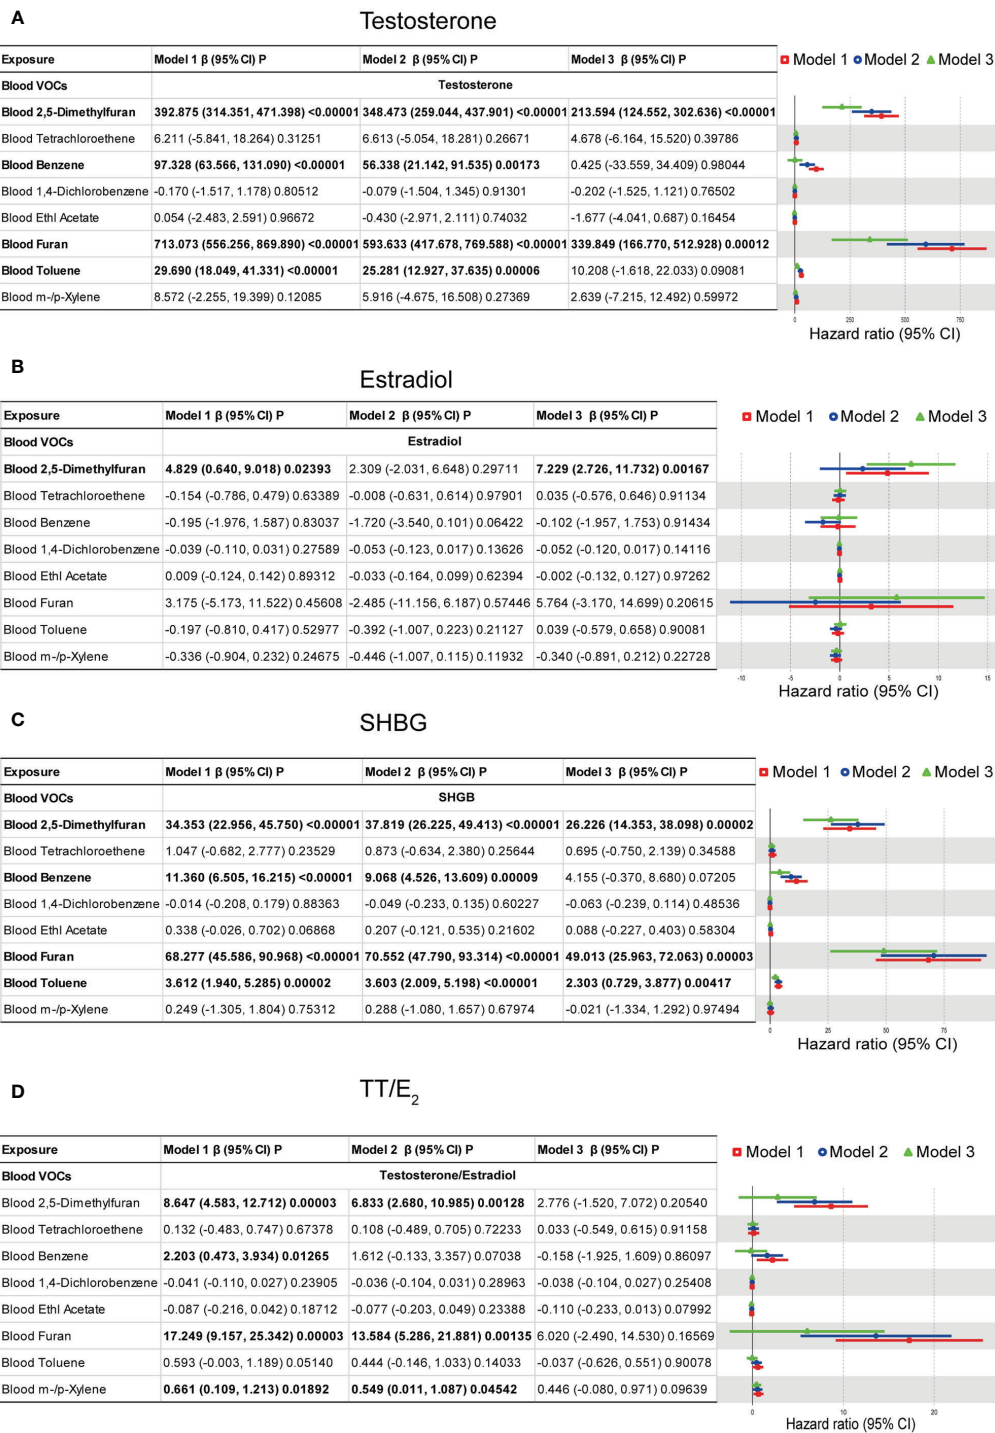 A
Testosterone
Exposure Model 1 β (95% CI) P Model 2 β (95% CI) P Model 3 β (95% CI) P
Model 1 Model 2 Model 3
Blood VOCs Testosterone
Blood 2,5-Dimethylfuran 392.875 (314.351, 471.398) <0.00001 348.473 (259.044, 437.901) <0.00001 213.594 (124.552, 302.636) <0.00001
Blood Tetrachloroethene 6.211 (-5.841, 18.264) 0.31251 6.613 (-5.054, 18.281) 0.26671 4.678 (-6.164, 15.520) 0.39786
Blood Benzene 97.328 (63.566, 131.090) <0.00001 56.338 (21.142, 91.535) 0.00173 0.425 (-33.559, 34.409) 0.98044
Blood 1,4-Dichlorobenzene -0.170 (-1.517, 1.178) 0.80512 -0.079 (-1.504, 1.345) 0.91301 -0.202 (-1.525, 1.121) 0.76502
Blood Ethl Acetate 0.054 (-2.483, 2.591) 0.96672 -0.430 (-2.971, 2.111) 0.74032 -1.677 (-4.041, 0.687) 0.16454
Blood Furan 713.073 (556.256, 869.890) <0.00001 593.633 (417.678, 769.588) <0.00001 339.849 (166.770, 512.928) 0.00012
Blood Toluene 29.690 (18.049, 41.331) <0.00001 25.281 (12.927, 37.635) 0.00006 10.208 (-1.618, 22.033) 0.09081
Blood m-/p-Xylene 8.572 (-2.255, 19.399) 0.12085 5.916 (-4.675, 16.508) 0.27369 2.639 (-7.215, 12.492) 0.59972
0 250 500 750
Hazard ratio (95% CI)
B
Estradiol
Exposure Model 1 β (95% CI) P Model 2 β (95% CI) P Model 3 β (95% CI) P
Model 1 Model 2 Model 3
Blood VOCs Estradiol
Blood 2,5-Dimethylfuran 4.829 (0.640, 9.018) 0.02393 2.309 (-2.031, 6.648) 0.29711 7.229 (2.726, 11.732) 0.00167
Blood Tetrachloroethene -0.154 (-0.786, 0.479) 0.63389 -0.008 (-0.631, 0.614) 0.97901 0.035 (-0.576, 0.646) 0.91134
Blood Benzene -0.195 (-1.976, 1.587) 0.83037 -1.720 (-3.540, 0.101) 0.06422 -0.102 (-1.957, 1.753) 0.91434
Blood 1,4-Dichlorobenzene -0.039 (-0.110, 0.031) 0.27589 -0.053 (-0.123, 0.017) 0.13626 -0.052 (-0.120, 0.017) 0.14116
Blood Ethl Acetate 0.009 (-0.124, 0.142) 0.89312 -0.033 (-0.164, 0.099) 0.62394 -0.002 (-0.132, 0.127) 0.97262
Blood Furan 3.175 (-5.173, 11.522) 0.45608 -2.485 (-11.156, 6.187) 0.57446 5.764 (-3.170, 14.699) 0.20615
Blood Toluene -0.197 (-0.810, 0.417) 0.52977 -0.392 (-1.007, 0.223) 0.21127 0.039 (-0.579, 0.658) 0.90081
Blood m-/p-Xylene -0.336 (-0.904, 0.232) 0.24675 -0.446 (-1.007, 0.115) 0.11932 -0.340 (-0.891, 0.212) 0.22728
-10 -5 0 5 10 15
Hazard ratio (95% CI)
C
SHBG
Exposure Model 1 β (95% CI) P Model 2 β (95% CI) P Model 3 β (95% CI) P
Model 1 Model 2 Model 3
Blood VOCs SHGB
Blood 2,5-Dimethylfuran 34.353 (22.956, 45.750) <0.00001 37.819 (26.225, 49.413) <0.00001 26.226 (14.353, 38.098) 0.00002
Blood Tetrachloroethene 1.047 (-0.682, 2.777) 0.23529 0.873 (-0.634, 2.380) 0.25644 0.695 (-0.750, 2.139) 0.34588
Blood Benzene 11.360 (6.505, 16.215) <0.00001 9.068 (4.526, 13.609) 0.00009 4.155 (-0.370, 8.680) 0.07205
Blood 1,4-Dichlorobenzene -0.014 (-0.208, 0.179) 0.88363 -0.049 (-0.233, 0.135) 0.60227 -0.063 (-0.239, 0.114) 0.48536
Blood Ethl Acetate 0.338 (-0.026, 0.702) 0.06868 0.207 (-0.121, 0.535) 0.21602 0.088 (-0.227, 0.403) 0.58304
Blood Furan 68.277 (45.586, 90.968) <0.00001 70.552 (47.790, 93.314) <0.00001 49.013 (25.963, 72.063) 0.00003
Blood Toluene 3.612 (1.940, 5.285) 0.00002 3.603 (2.009, 5.198) <0.00001 2.303 (0.729, 3.877) 0.00417
Blood m-/p-Xylene 0.249 (-1.305, 1.804) 0.75312 0.288 (-1.080, 1.657) 0.67974 -0.021 (-1.334, 1.292) 0.97494
0 25 50 75
Hazard ratio (95% CI)
D
TT/E2
Exposure Model 1 β (95% CI) P Model 2 β (95% CI) P Model 3 β (95% CI) P
Model 1 Model 2 Model 3
Blood VOCs Testosterone/Estradiol
Blood 2,5-Dimethylfuran 8.647 (4.583, 12.712) 0.00003 6.833 (2.680, 10.985) 0.00128 2.776 (-1.520, 7.072) 0.20540
Blood Tetrachloroethene 0.132 (-0.483, 0.747) 0.67378 0.108 (-0.489, 0.705) 0.72233 0.033 (-0.549, 0.615) 0.91158
Blood Benzene 2.203 (0.473, 3.934) 0.01265 1.612 (-0.133, 3.357) 0.07038 -0.158 (-1.925, 1.609) 0.86097
Blood 1,4-Dichlorobenzene -0.041 (-0.110, 0.027) 0.23905 -0.036 (-0.104, 0.031) 0.28963 -0.038 (-0.104, 0.027) 0.25408
Blood Ethl Acetate -0.087 (-0.216, 0.042) 0.18712 -0.077 (-0.203, 0.049) 0.23388 -0.110 (-0.233, 0.013) 0.07992
Blood Furan 17.249 (9.157, 25.342) 0.00003 13.584 (5.286, 21.881) 0.00135 6.020 (-2.490, 14.530) 0.16569
Blood Toluene 0.593 (-0.003, 1.189) 0.05140 0.444 (-0.146, 1.033) 0.14033 -0.037 (-0.626, 0.551) 0.90078
Blood m-/p-Xylene 0.661 (0.109, 1.213) 0.01892 0.549 (0.011, 1.087) 0.04542 0.446 (-0.080, 0.971) 0.09639
0 10 20
Hazard ratio (95% CI)